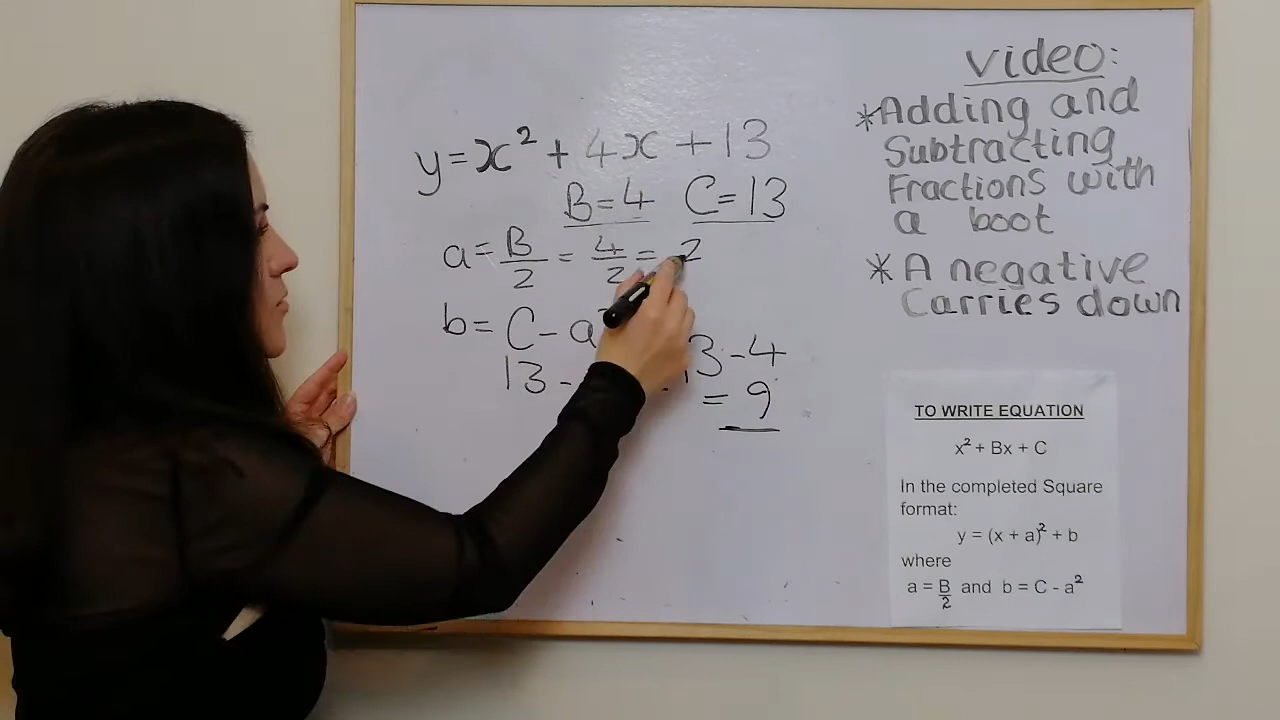 y = x² + 4x + 13
B = 4 C = 13
a = B/2 = 4/2 = 2
b = C - a
13 - 13 - 4
= 9
video:
* Adding and
Subtracting
Fractions with
a boot
* A negative
Carries down
TO WRITE EQUATION
x² + Bx + C
In the completed Square
format:
y = (x + a)² + b
where
a = B/2 and b = C - a²